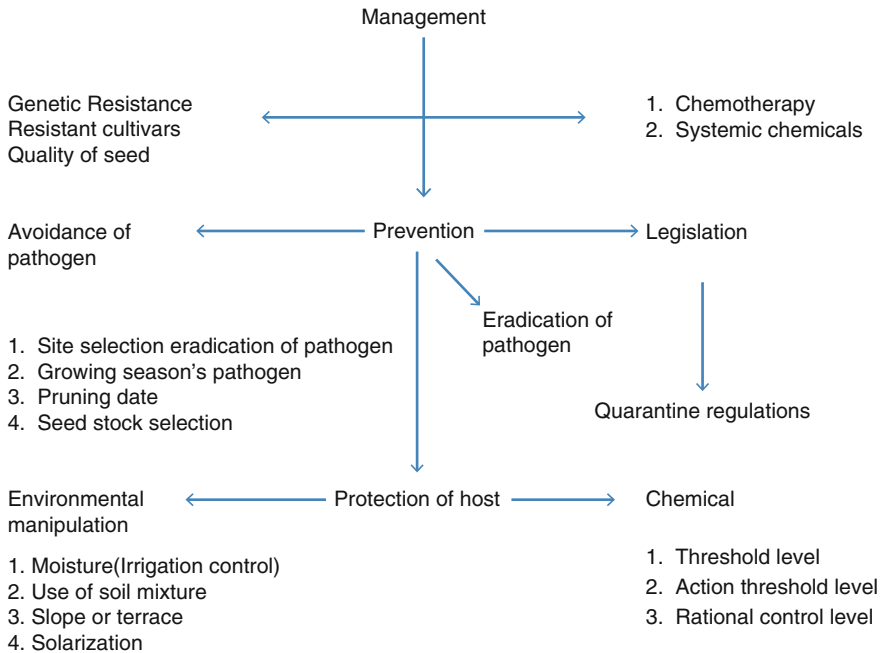 Management
Genetic Resistance
Resistant cultivars
Quality of seed
1. Chemotherapy
2. Systemic chemicals
Avoidance of
pathogen
Prevention
Legislation
Eradication of
pathogen
1. Site selection eradication of pathogen
2. Growing season's pathogen
3. Pruning date
4. Seed stock selection
Quarantine regulations
Environmental
manipulation
Protection of host
Chemical
1. Moisture(Irrigation control)
2. Use of soil mixture
3. Slope or terrace
4. Solarization
1. Threshold level
2. Action threshold level
3. Rational control level